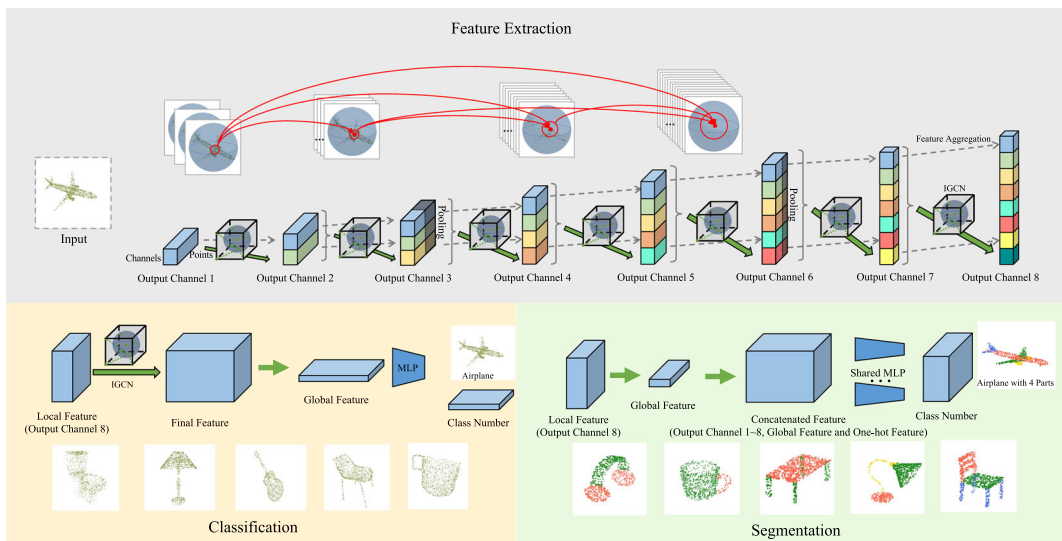 Feature Extraction
Feature Aggregation
Input
Channels
Points
Pooling
Pooling
IGCN
Output Channel 1
Output Channel 2
Output Channel 3
Output Channel 4
Output Channel 5
Output Channel 6
Output Channel 7
Output Channel 8
IGCN
MLP
Airplane
Local Feature
(Output Channel 8)
Final Feature
Global Feature
Class Number
Classification
Local Feature
(Output Channel 8)
Global Feature
Concatenated Feature
(Output Channel 1~8, Global Feature and One-hot Feature)
Shared MLP
Class Number
Airplane with 4 Parts
Segmentation